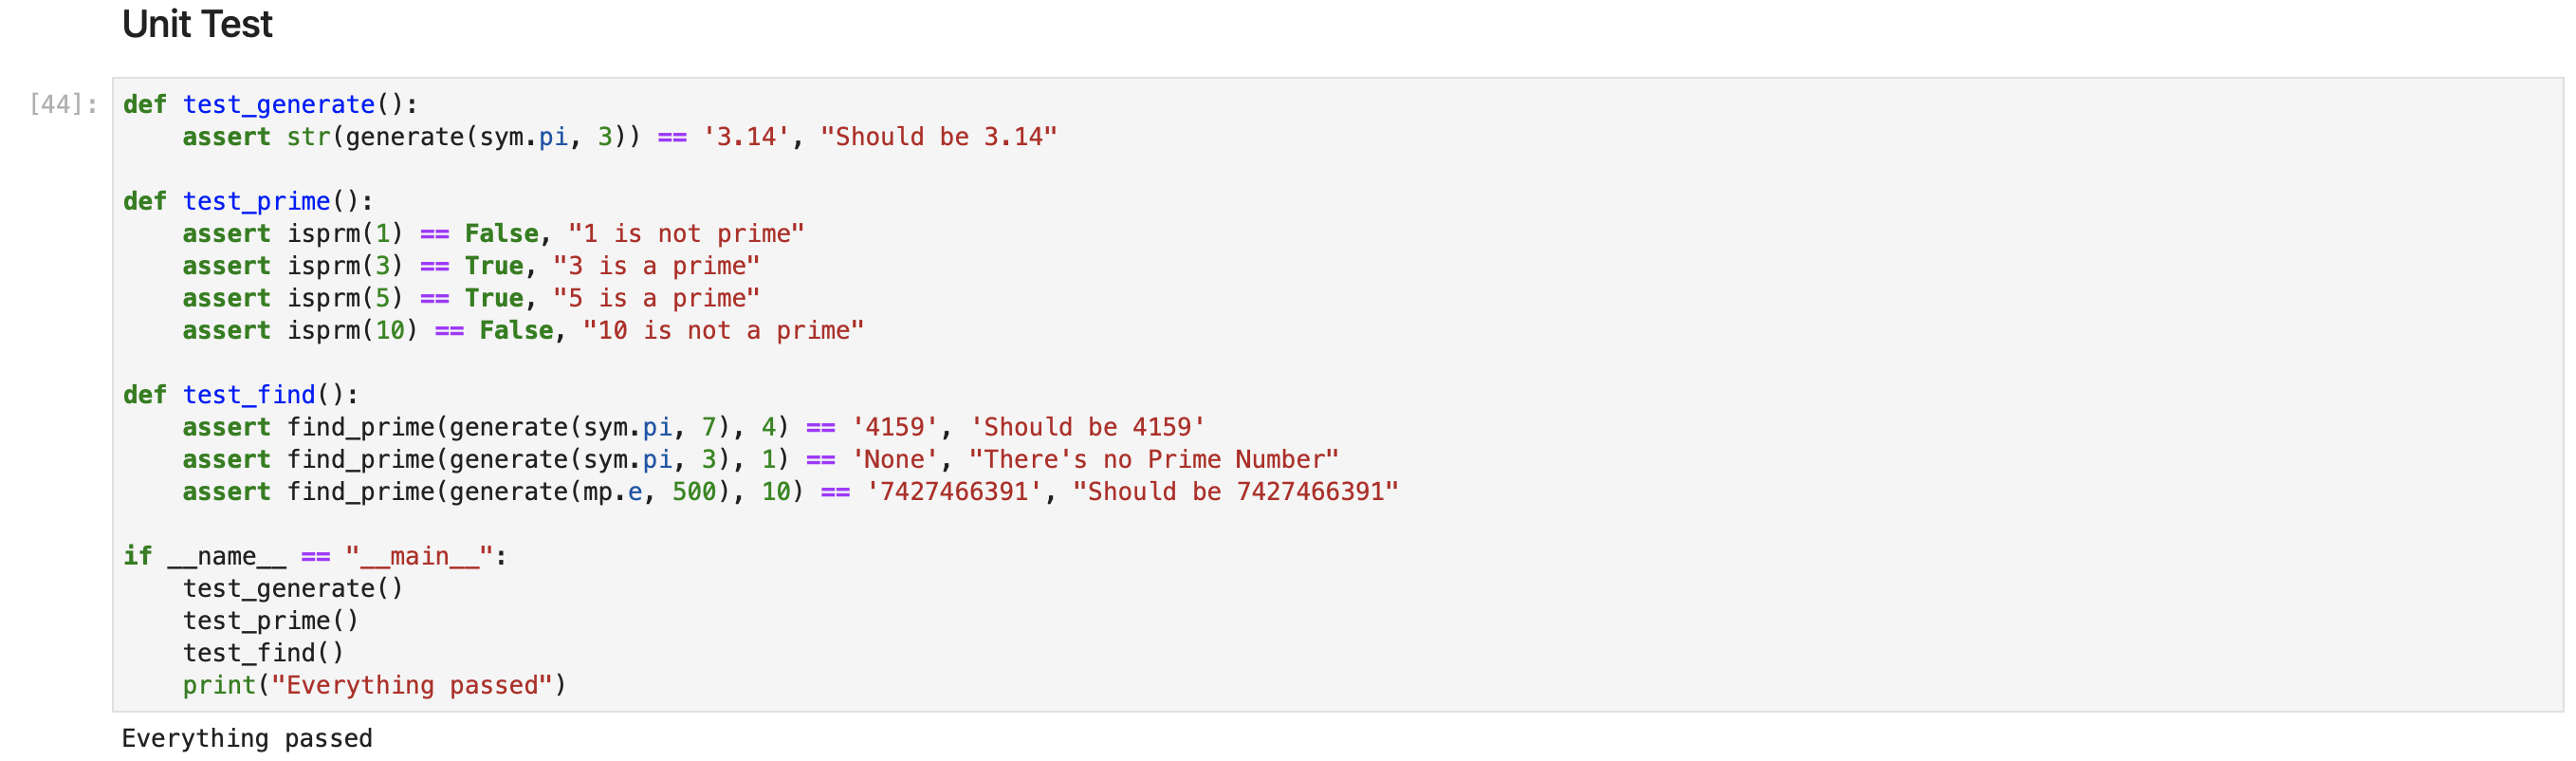 Unit Test
[44]: def test_generate():
    assert str(generate(sym.pi, 3)) == '3.14', "Should be 3.14"
def test_prime():
    assert isprm(1) == False, "1 is not prime"
    assert isprm(3) == True, "3 is a prime"
    assert isprm(5) == True, "5 is a prime"
    assert isprm(10) == False, "10 is not a prime"
def test_find():
    assert find_prime(generate(sym.pi, 7), 4) == '4159', 'Should be 4159'
    assert find_prime(generate(sym.pi, 3), 1) == 'None', "There's no Prime Number"
    assert find_prime(generate(mp.e, 500), 10) == '7427466391', "Should be 7427466391"
if __name__ == "__main__":
    test_generate()
    test_prime()
    test_find()
    print("Everything passed")
Everything passed